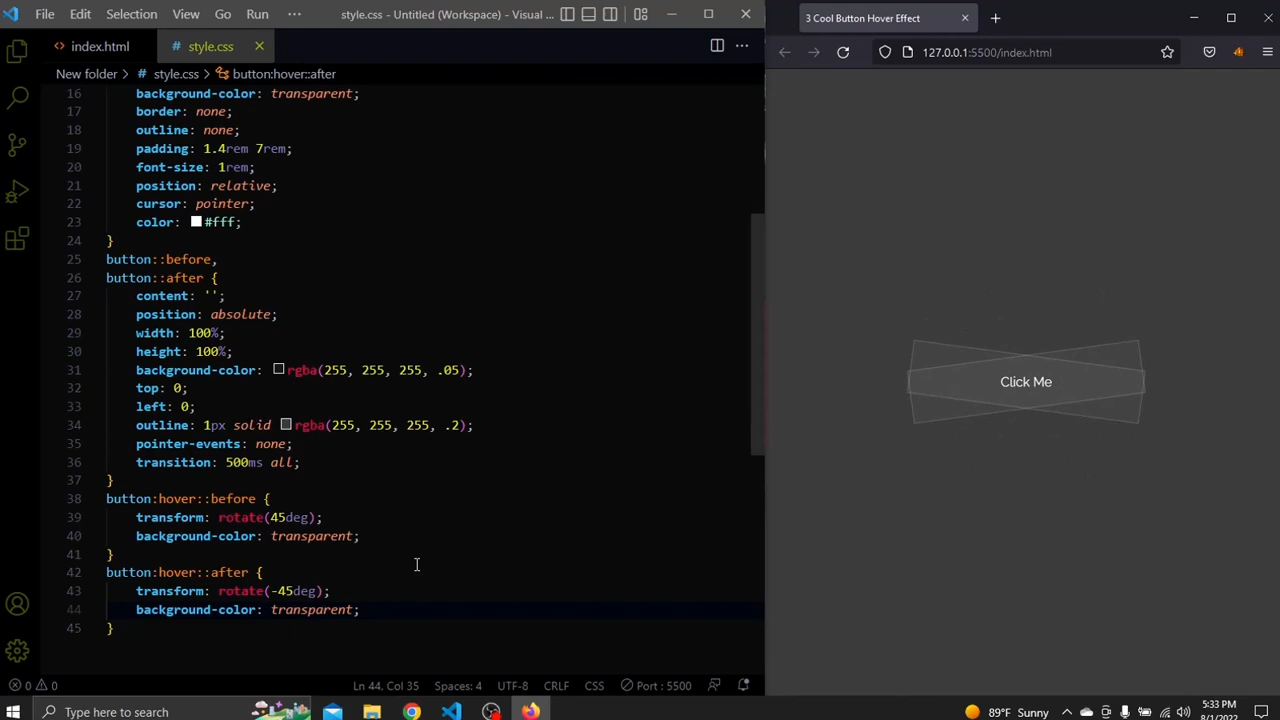 File Edit Selection View Go Run ··· style.css - Untitled (Workspace) - Visual ...
index.html style.css
New folder > style.css > button:hover::after
16 background-color: transparent;
17 border: none;
18 outline: none;
19 padding: 1.4rem 7rem;
20 font-size: 1rem;
21 position: relative;
22 cursor: pointer;
23 color: #fff;
24 }
25 button::before,
26 button::after {
27 content: '';
28 position: absolute;
29 width: 100%;
30 height: 100%;
31 background-color: rgba(255, 255, 255, .05);
32 top: 0;
33 left: 0;
34 outline: 1px solid rgba(255, 255, 255, .2);
35 pointer-events: none;
36 transition: 500ms all;
37 }
38 button:hover::before {
39 transform: rotate(45deg);
40 background-color: transparent;
41 }
42 button:hover::after {
43 transform: rotate(-45deg);
44 background-color: transparent;
45 }
0 0 Ln 44, Col 35 Spaces: 4 UTF-8 CRLF CSS Port : 5500
3 Cool Button Hover Effect
127.0.0.1:5500/index.html
Click Me
Type here to search
89°F Sunny
5:33 PM